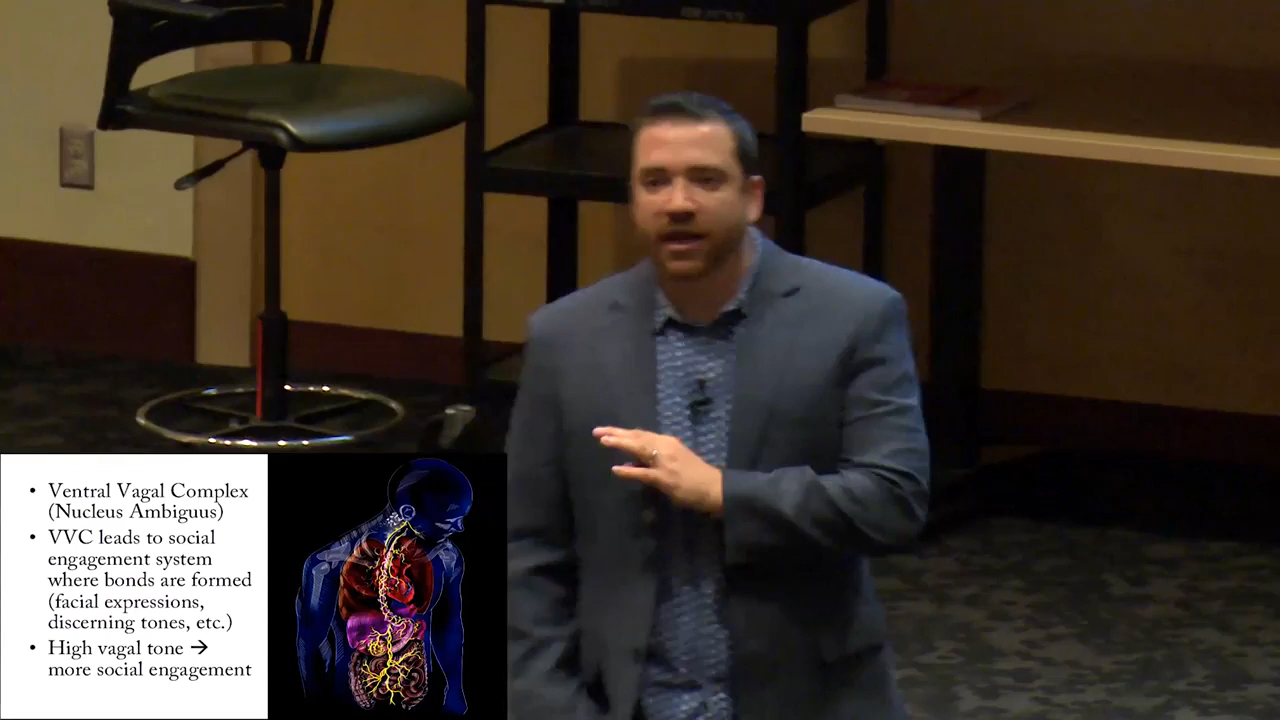 • Ventral Vagal Complex
(Nucleus Ambiguus)
• VVC leads to social
engagement system
where bonds are formed
(facial expressions,
discerning tones, etc.)
• High vagal tone →
more social engagement